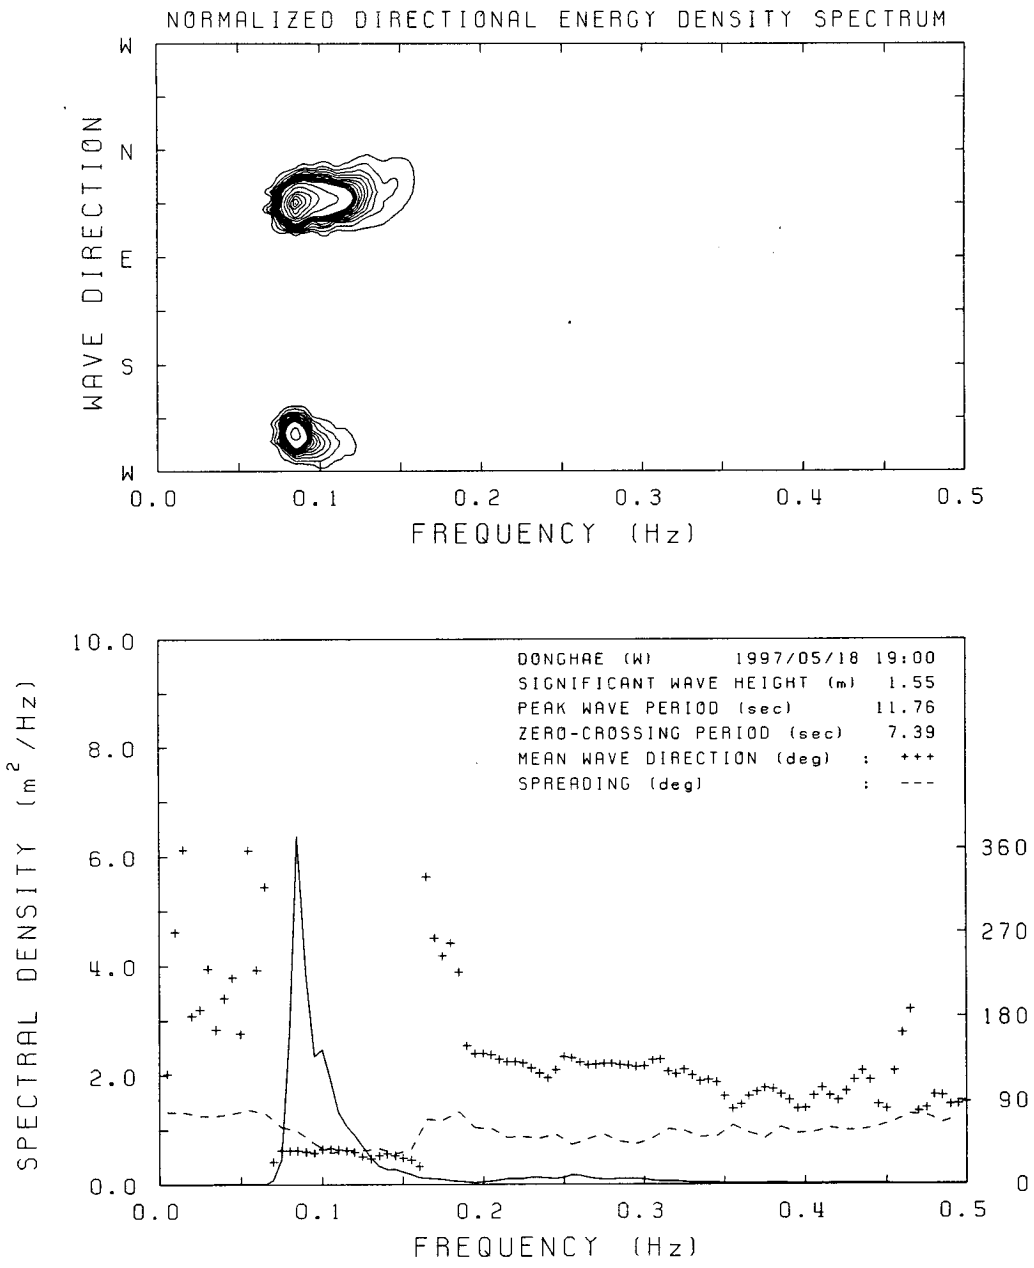 NORMALIZED DIRECTIONAL ENERGY DENSITY SPECTRUM
WAVE DIRECTION
W
N
E
S
W
0.0 0.1 0.2 0.3 0.4 0.5
FREQUENCY (Hz)
SPECTRAL DENSITY (m²/Hz)
10.0
8.0
6.0
4.0
2.0
0.0
DONGHAE (W) 1997/05/18 19:00
SIGNIFICANT WAVE HEIGHT (m) 1.55
PEAK WAVE PERIOD (sec) 11.76
ZERO-CROSSING PERIOD (sec) 7.39
MEAN WAVE DIRECTION (deg) : +++
SPREADING (deg) : ---
360
270
180
90
0
0.0 0.1 0.2 0.3 0.4 0.5
FREQUENCY (Hz)